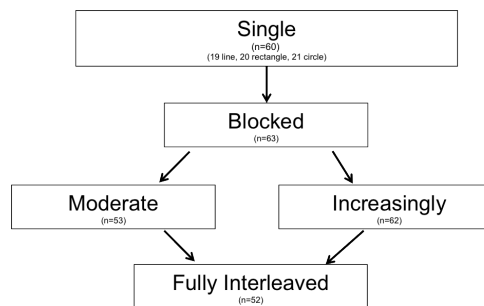 Single
(n=60)
(19 line, 20 rectangle, 21 circle)
Blocked
(n=63)
Moderate
(n=53)
Increasingly
(n=62)
Fully Interleaved
(n=52)